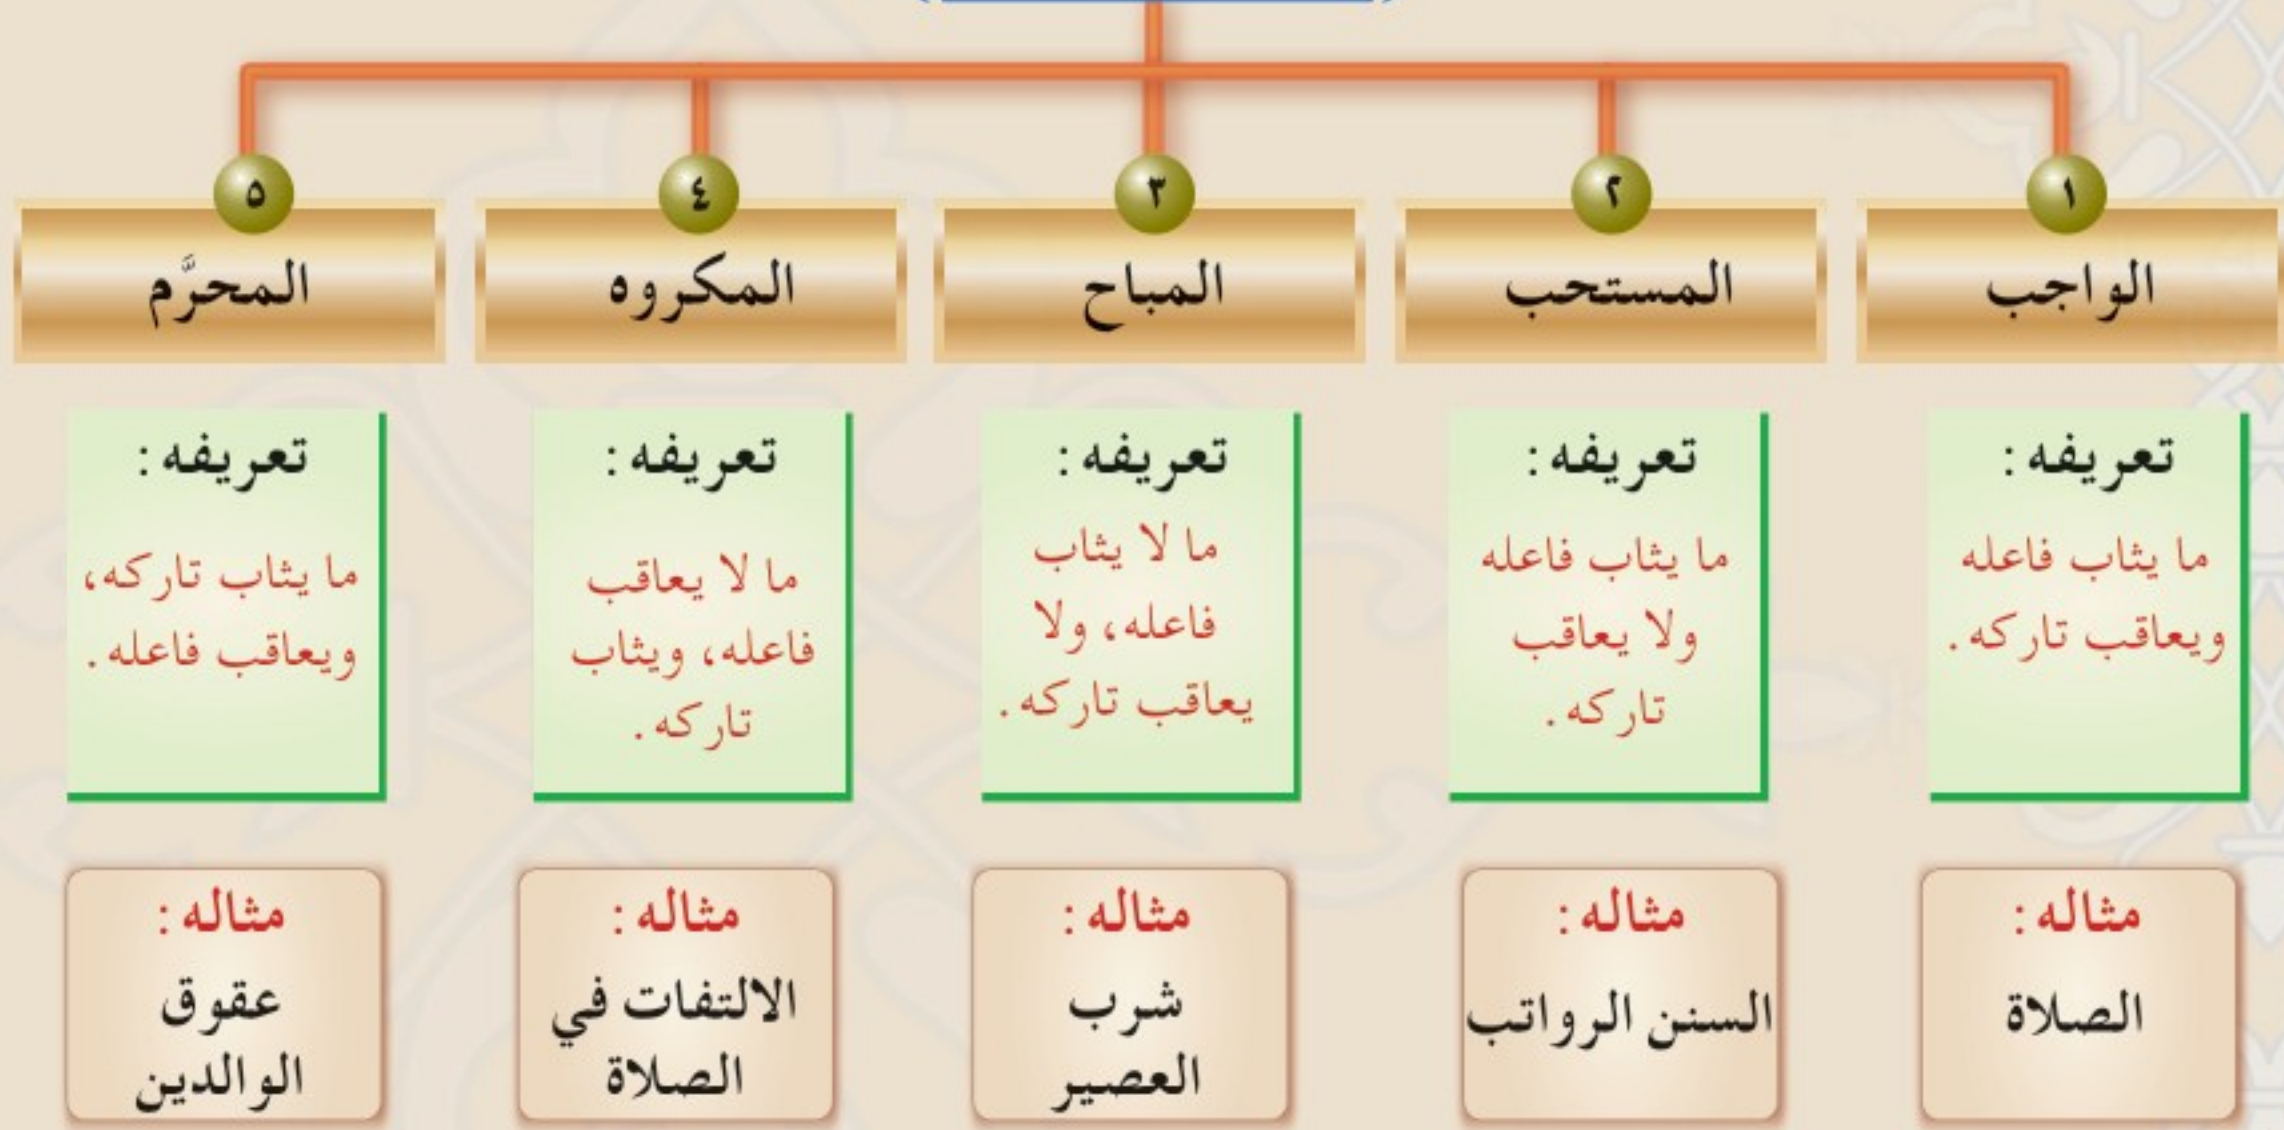 ١
الواجب
تعريفه:
ما يثاب فاعله
ويعاقب تاركه.
مثاله:
الصلاة
٢
المستحب
تعريفه:
ما يثاب فاعله
ولا يعاقب
تاركه.
مثاله:
السنن الرواتب
٣
المباح
تعريفه:
ما لا يثاب
فاعله، ولا
يعاقب تاركه.
مثاله:
شرب
العصير
٤
المكروه
تعريفه:
ما لا يعاقب
فاعله، ويثاب
تاركه.
مثاله:
الالتفات في
الصلاة
٥
المحرَّم
تعريفه:
ما يثاب تاركه،
ويعاقب فاعله.
مثاله:
عقوق
الوالدين